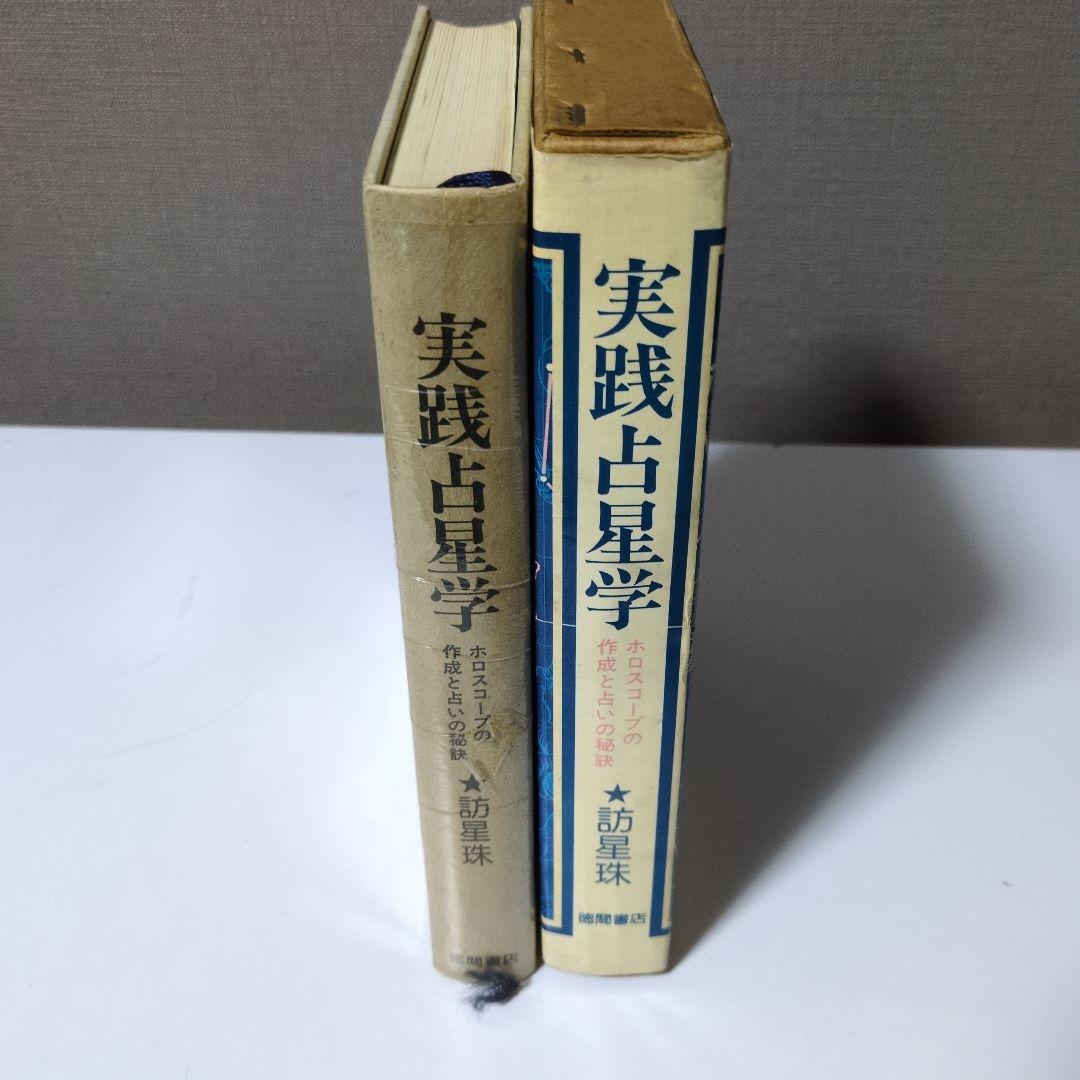 実践占星学
ホロスコープの
作成と占いの秘訣
★訪星珠
徳間書店
実践占星学
ホロスコープの
作成と占いの秘訣
★訪星珠
徳間書店